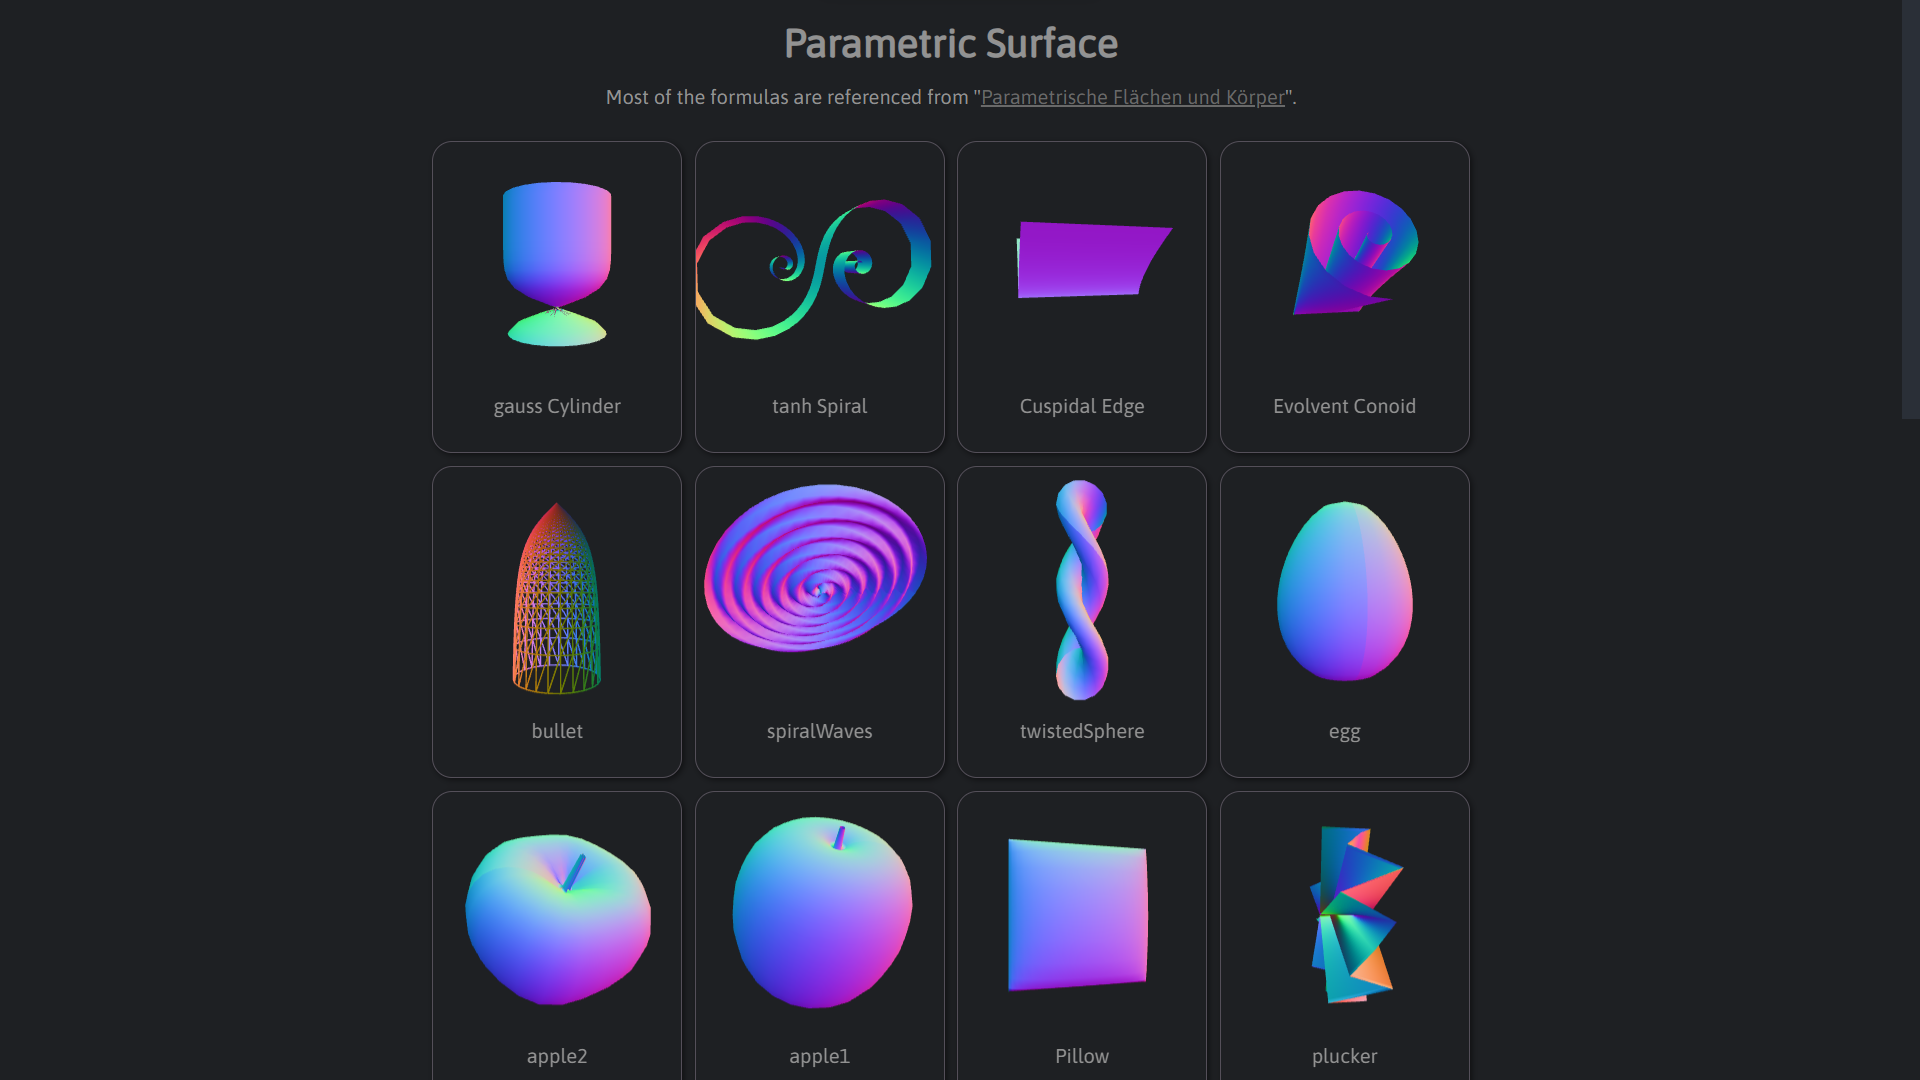 Parametric Surface
Most of the formulas are referenced from "Parametrische Flächen und Körper".
gauss Cylinder
tanh Spiral
Cuspidal Edge
Evolvent Conoid
bullet
spiralWaves
twistedSphere
egg
apple2
apple1
Pillow
plucker